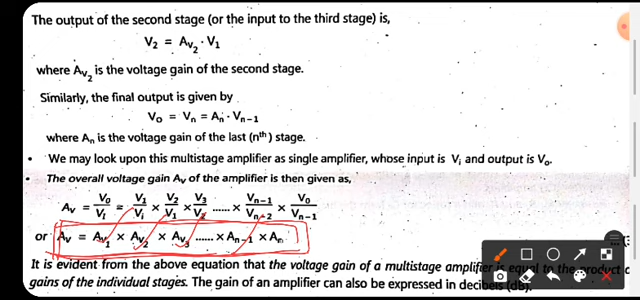 The output of the second stage (or the input to the third stage) is,
V₂ = Aᵥ₂ · V₁
where Aᵥ₂ is the voltage gain of the second stage.
Similarly, the final output is given by
Vₒ = Vₙ = Aₙ · Vₙ₋₁
where Aₙ is the voltage gain of the last (nᵗʰ) stage.
• We may look upon this multistage amplifier as single amplifier, whose input is Vᵢ and output is Vₒ.
• The overall voltage gain Aᵥ of the amplifier is then given as,
Aᵥ = Vₒ/Vᵢ = V₁/Vᵢ × V₂/V₁ × V₃/V₂ ...... × Vₙ₋₁/Vₙ₋₂ × Vₒ/Vₙ₋₁
or Aᵥ = Aᵥ₁ × Aᵥ₂ × Aᵥ₃ ...... × Aₙ₋₁ × Aₙ
It is evident from the above equation that the voltage gain of a multistage amplifier is equal to the product
gains of the individual stages. The gain of an amplifier can also be expressed in decibels (db).